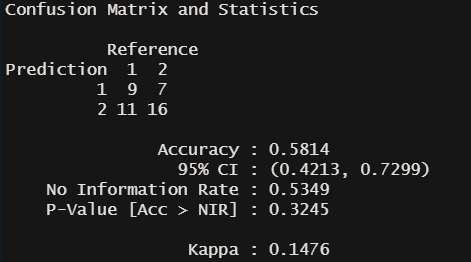 Confusion Matrix and Statistics
Reference
Prediction 1 2
1 9 7
2 11 16
Accuracy : 0.5814
95% CI : (0.4213, 0.7299)
No Information Rate : 0.5349
P-Value [Acc > NIR] : 0.3245
Kappa : 0.1476